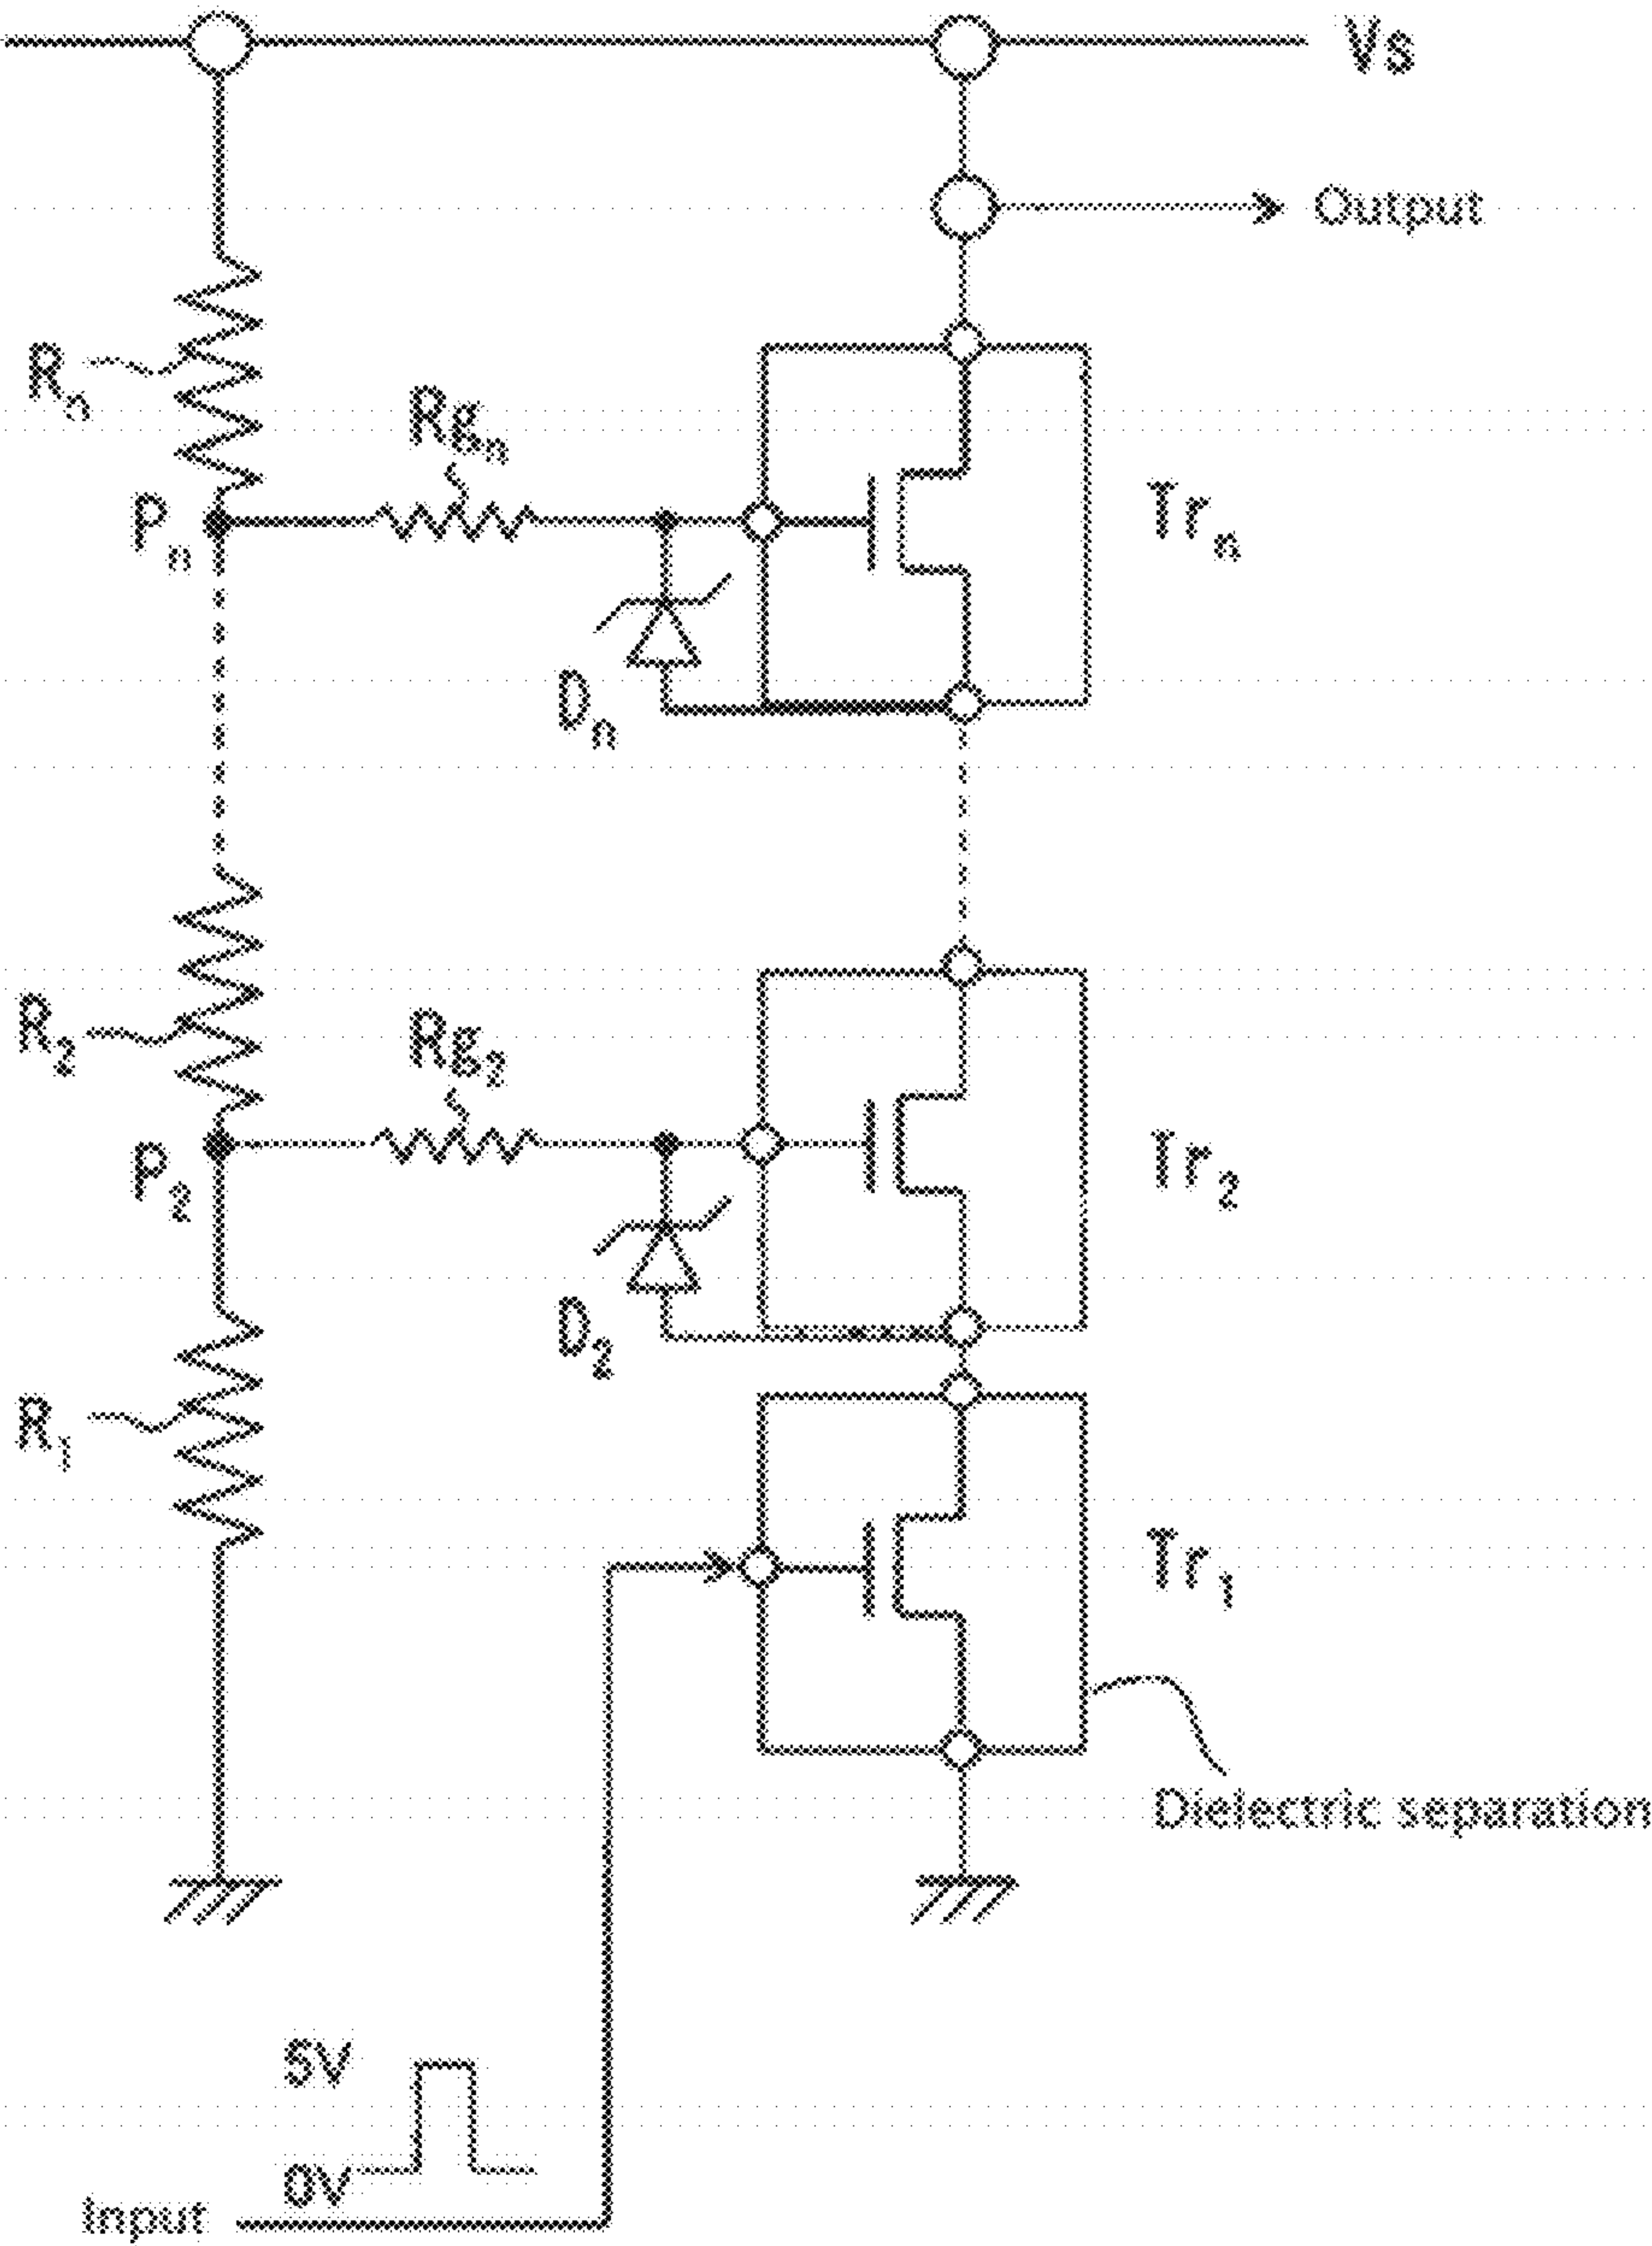 Vs
Output
Rn
Rgn
Pn
Trn
Dn
R2
Rg2
P2
Tr2
D2
R1
Tr1
Dielectric separation
5V
0V
Input